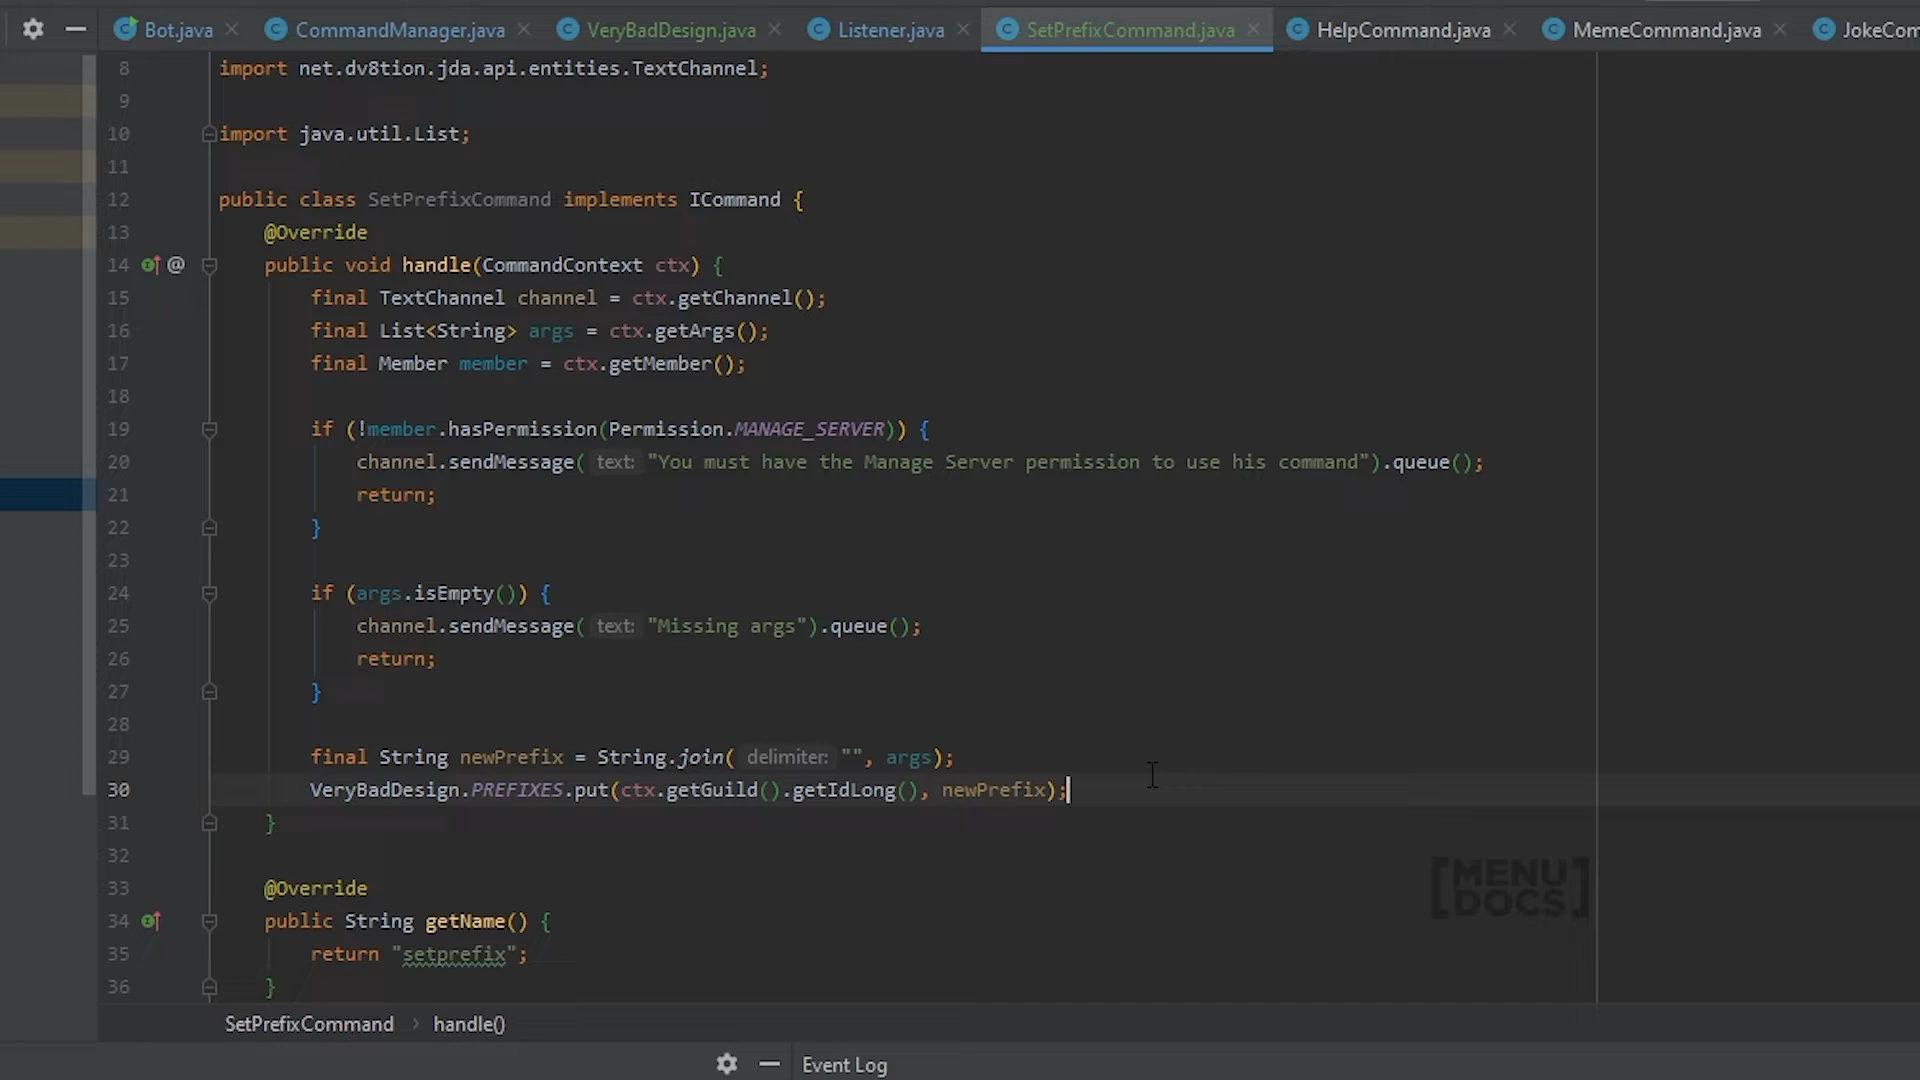 Bot.java CommandManager.java VeryBadDesign.java Listener.java SetPrefixCommand.java HelpCommand.java MemeCommand.java JokeCom
8 import net.dv8tion.jda.api.entities.TextChannel;
9
10 import java.util.List;
11
12 public class SetPrefixCommand implements ICommand {
13 @Override
14 @ public void handle(CommandContext ctx) {
15 final TextChannel channel = ctx.getChannel();
16 final List<String> args = ctx.getArgs();
17 final Member member = ctx.getMember();
18
19 if (!member.hasPermission(Permission.MANAGE_SERVER)) {
20 channel.sendMessage( text: "You must have the Manage Server permission to use his command").queue();
21 return;
22 }
23
24 if (args.isEmpty()) {
25 channel.sendMessage( text: "Missing args").queue();
26 return;
27 }
28
29 final String newPrefix = String.join( delimiter: "", args);
30 VeryBadDesign.PREFIXES.put(ctx.getGuild().getIdLong(), newPrefix);
31 }
32
33 @Override
34 public String getName() {
35 return "setprefix";
36 }
[MENU
DOCS]
SetPrefixCommand › handle()
Event Log